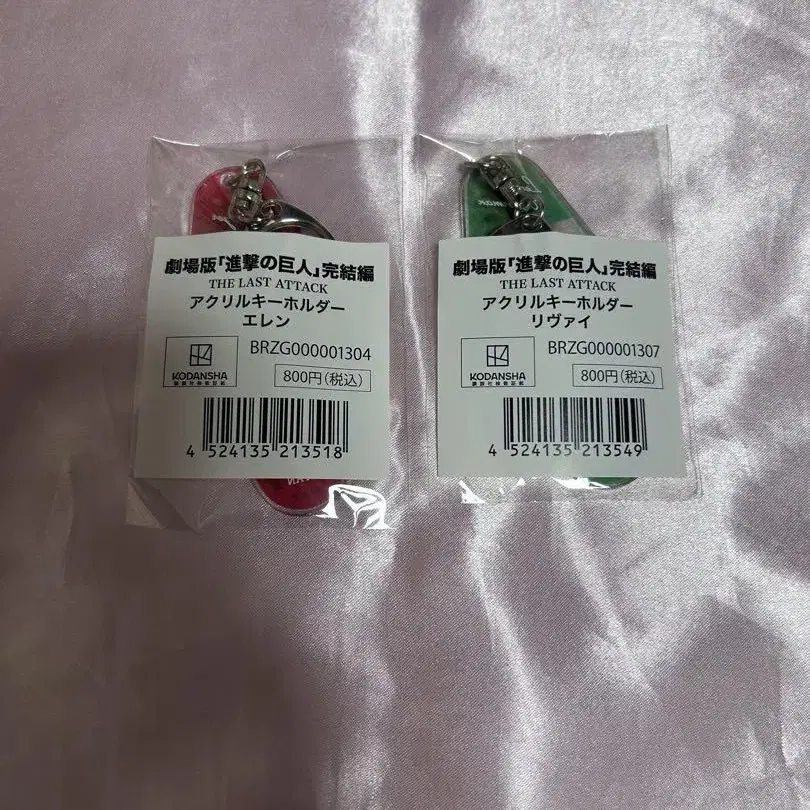 劇場版「進撃の巨人」完結編
THE LAST ATTACK
アクリルキーホルダー
エレン
BRZG000001304
KODANSHA
800円(税込)
4 524135 213518
劇場版「進撃の巨人」完結編
THE LAST ATTACK
アクリルキーホルダー
リヴァイ
BRZG000001307
KODANSHA
800円(税込)
4 524135 213549